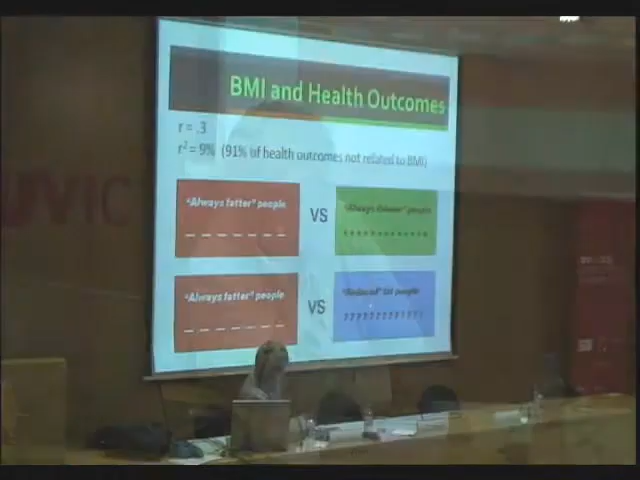 BMI and Health Outcomes
r = .3
r² = 9% (91% of health outcomes not related to BMI)
"Always fatter" people
_ _ _ _ _ _ _
VS
"Always thinner" people
+++++++++++++
"Always fatter" people
_ _ _ _ _ _ _
VS
"Reduced" fat people
?????????????
UVIC